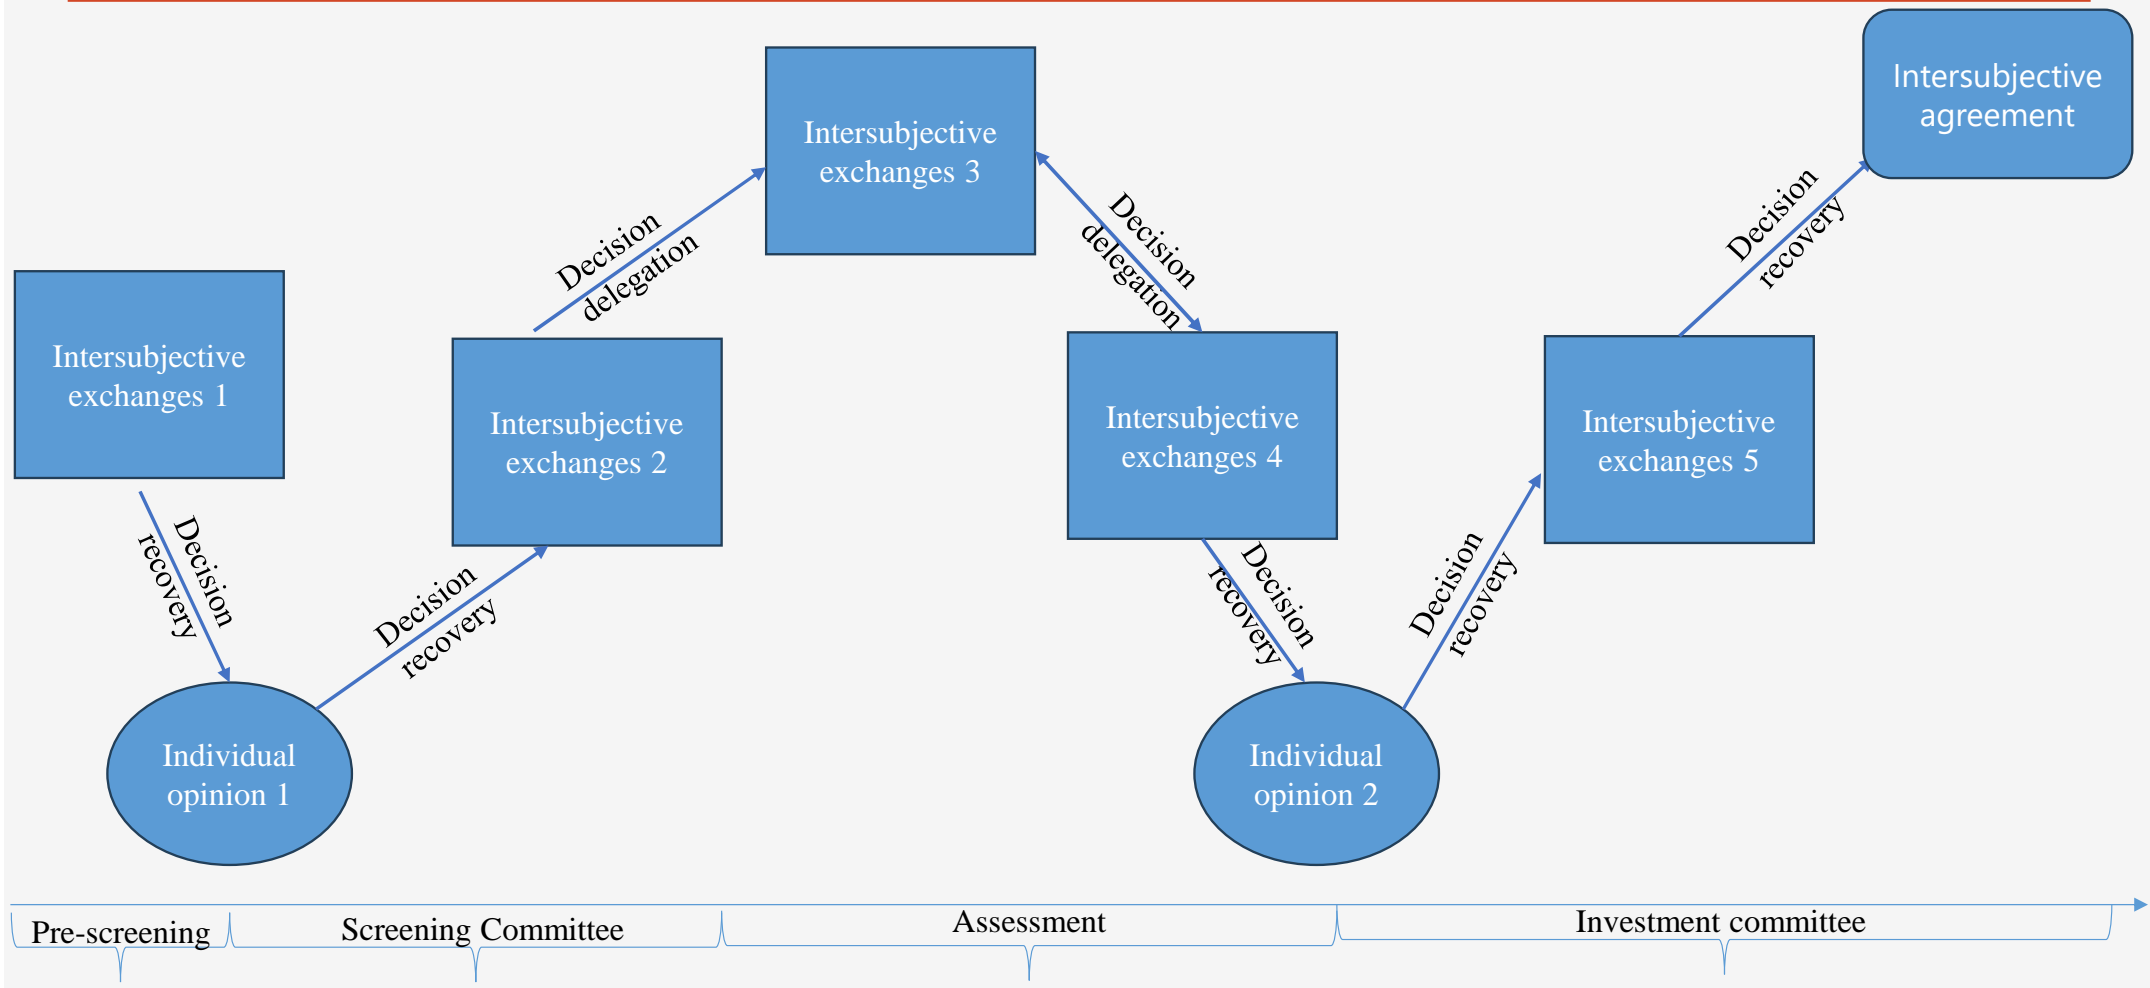 Intersubjective
agreement
Intersubjective
exchanges 3
Decision
delegation
Decision
delegation
Decision
recovery
Intersubjective
exchanges 1
Intersubjective
exchanges 2
Intersubjective
exchanges 4
Intersubjective
exchanges 5
Decision
recovery
Decision
recovery
Decision
recovery
Decision
recovery
Individual
opinion 1
Individual
opinion 2
Pre-screening
Screening Committee
Assessment
Investment committee